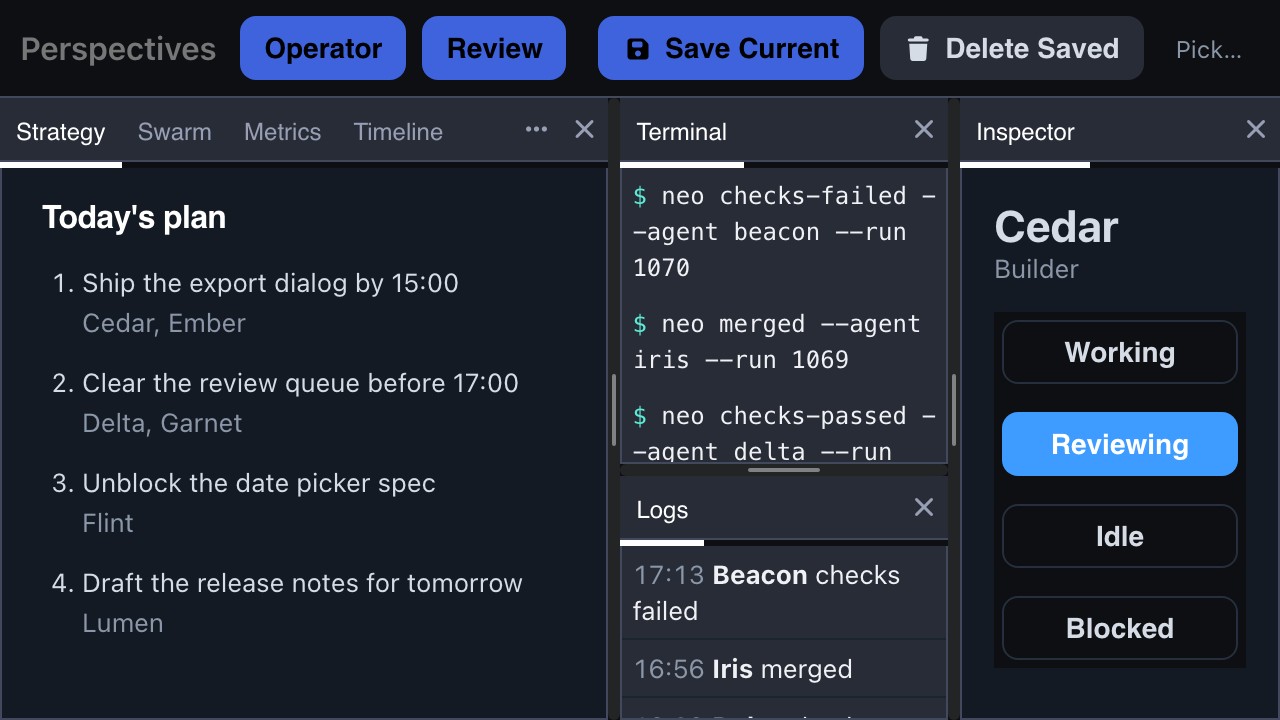 Perspectives
Operator
Review
Save Current
Delete Saved
Pick...
Strategy
Swarm
Metrics
Timeline
Today's plan
1. Ship the export dialog by 15:00
Cedar, Ember
2. Clear the review queue before 17:00
Delta, Garnet
3. Unblock the date picker spec
Flint
4. Draft the release notes for tomorrow
Lumen
Terminal
$ neo checks-failed -
-agent beacon --run
1070
$ neo merged --agent
iris --run 1069
$ neo checks-passed -
-agent delta --run
Logs
17:13 Beacon checks
failed
16:56 Iris merged
Inspector
Cedar
Builder
Working
Reviewing
Idle
Blocked